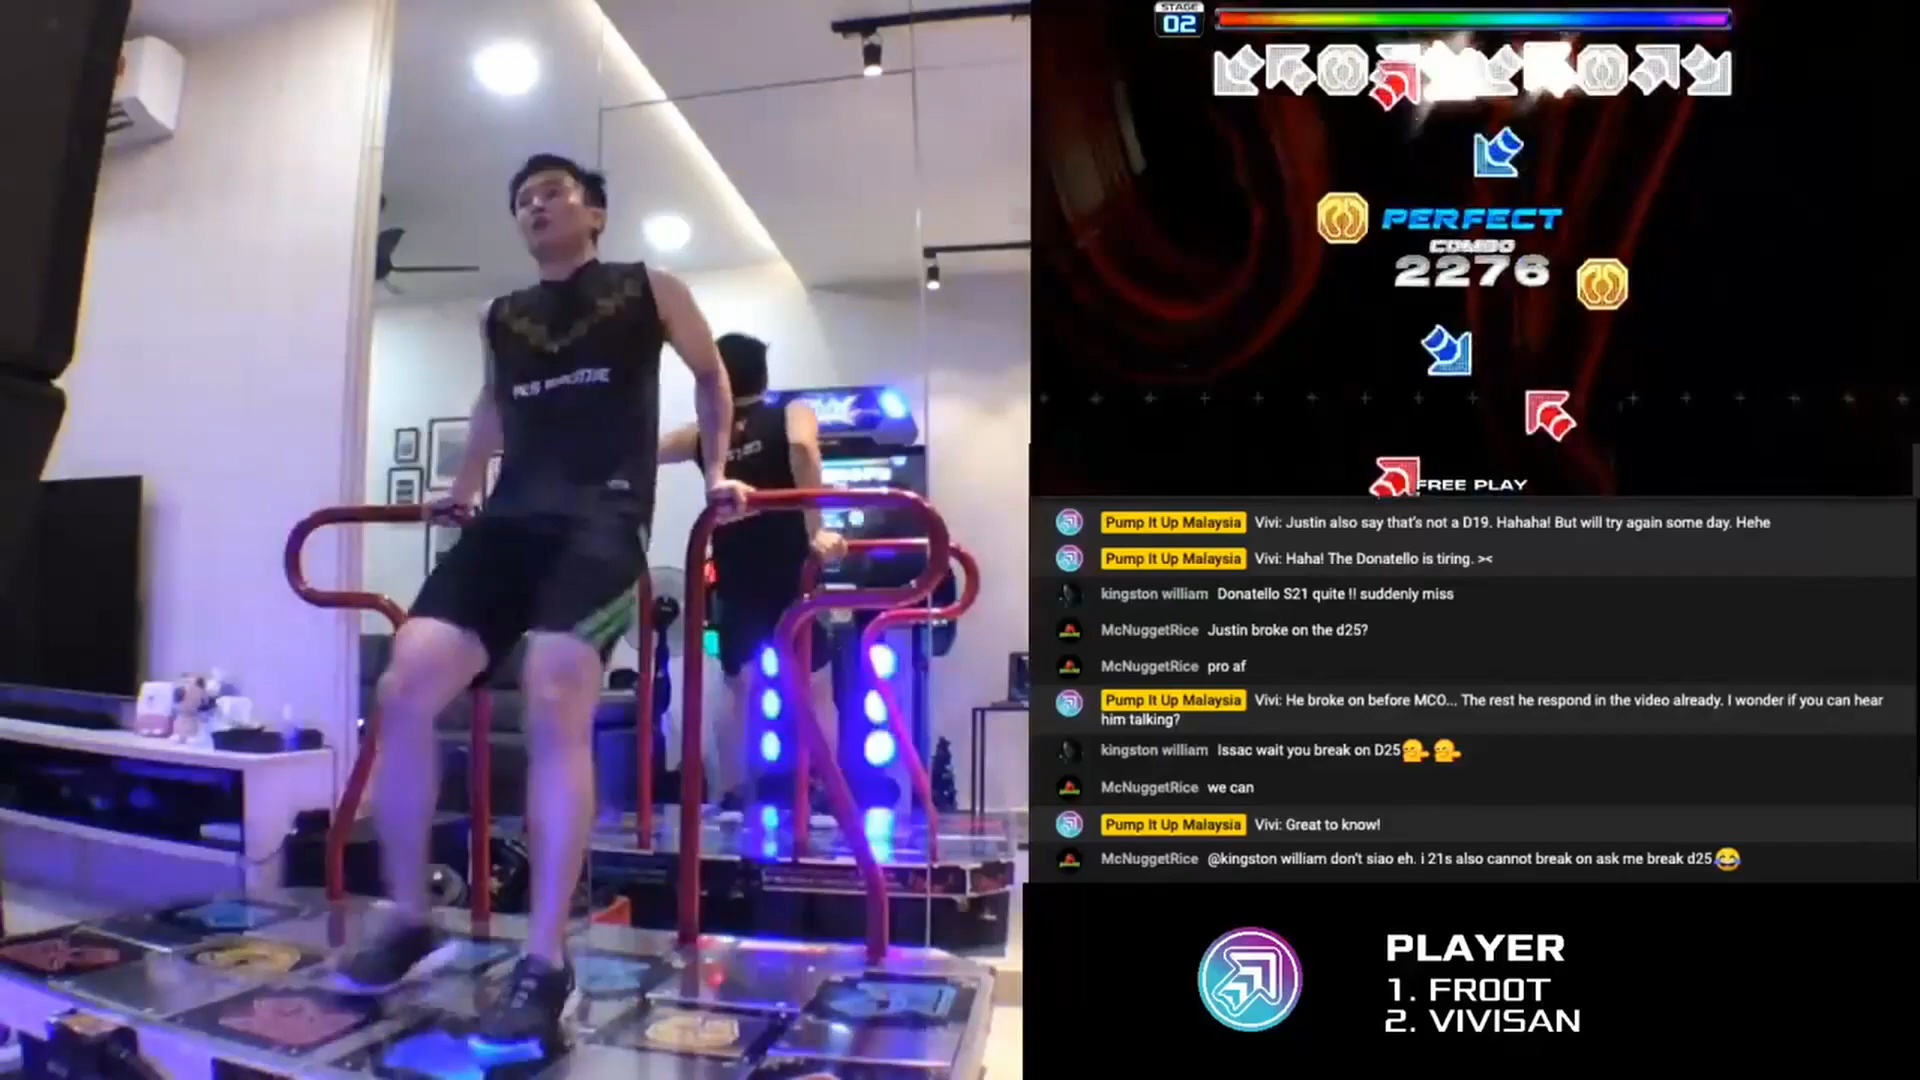 STAGE
02
PERFECT
COMBO
2276
FREE PLAY
Pump It Up Malaysia Vivi: Justin also say that's not a D19. Hahaha! But will try again some day. Hehe
Pump It Up Malaysia Vivi: Haha! The Donatello is tiring. ><
kingston william Donatello S21 quite !! suddenly miss
McNuggetRice Justin broke on the d25?
McNuggetRice pro af
Pump It Up Malaysia Vivi: He broke on before MCO... The rest he respond in the video already. I wonder if you can hear
him talking?
kingston william Issac wait you break on D25
McNuggetRice we can
Pump It Up Malaysia Vivi: Great to know!
McNuggetRice @kingston william don't siao eh. i 21s also cannot break on ask me break d25
PLAYER
1. FR00T
2. VIVISAN